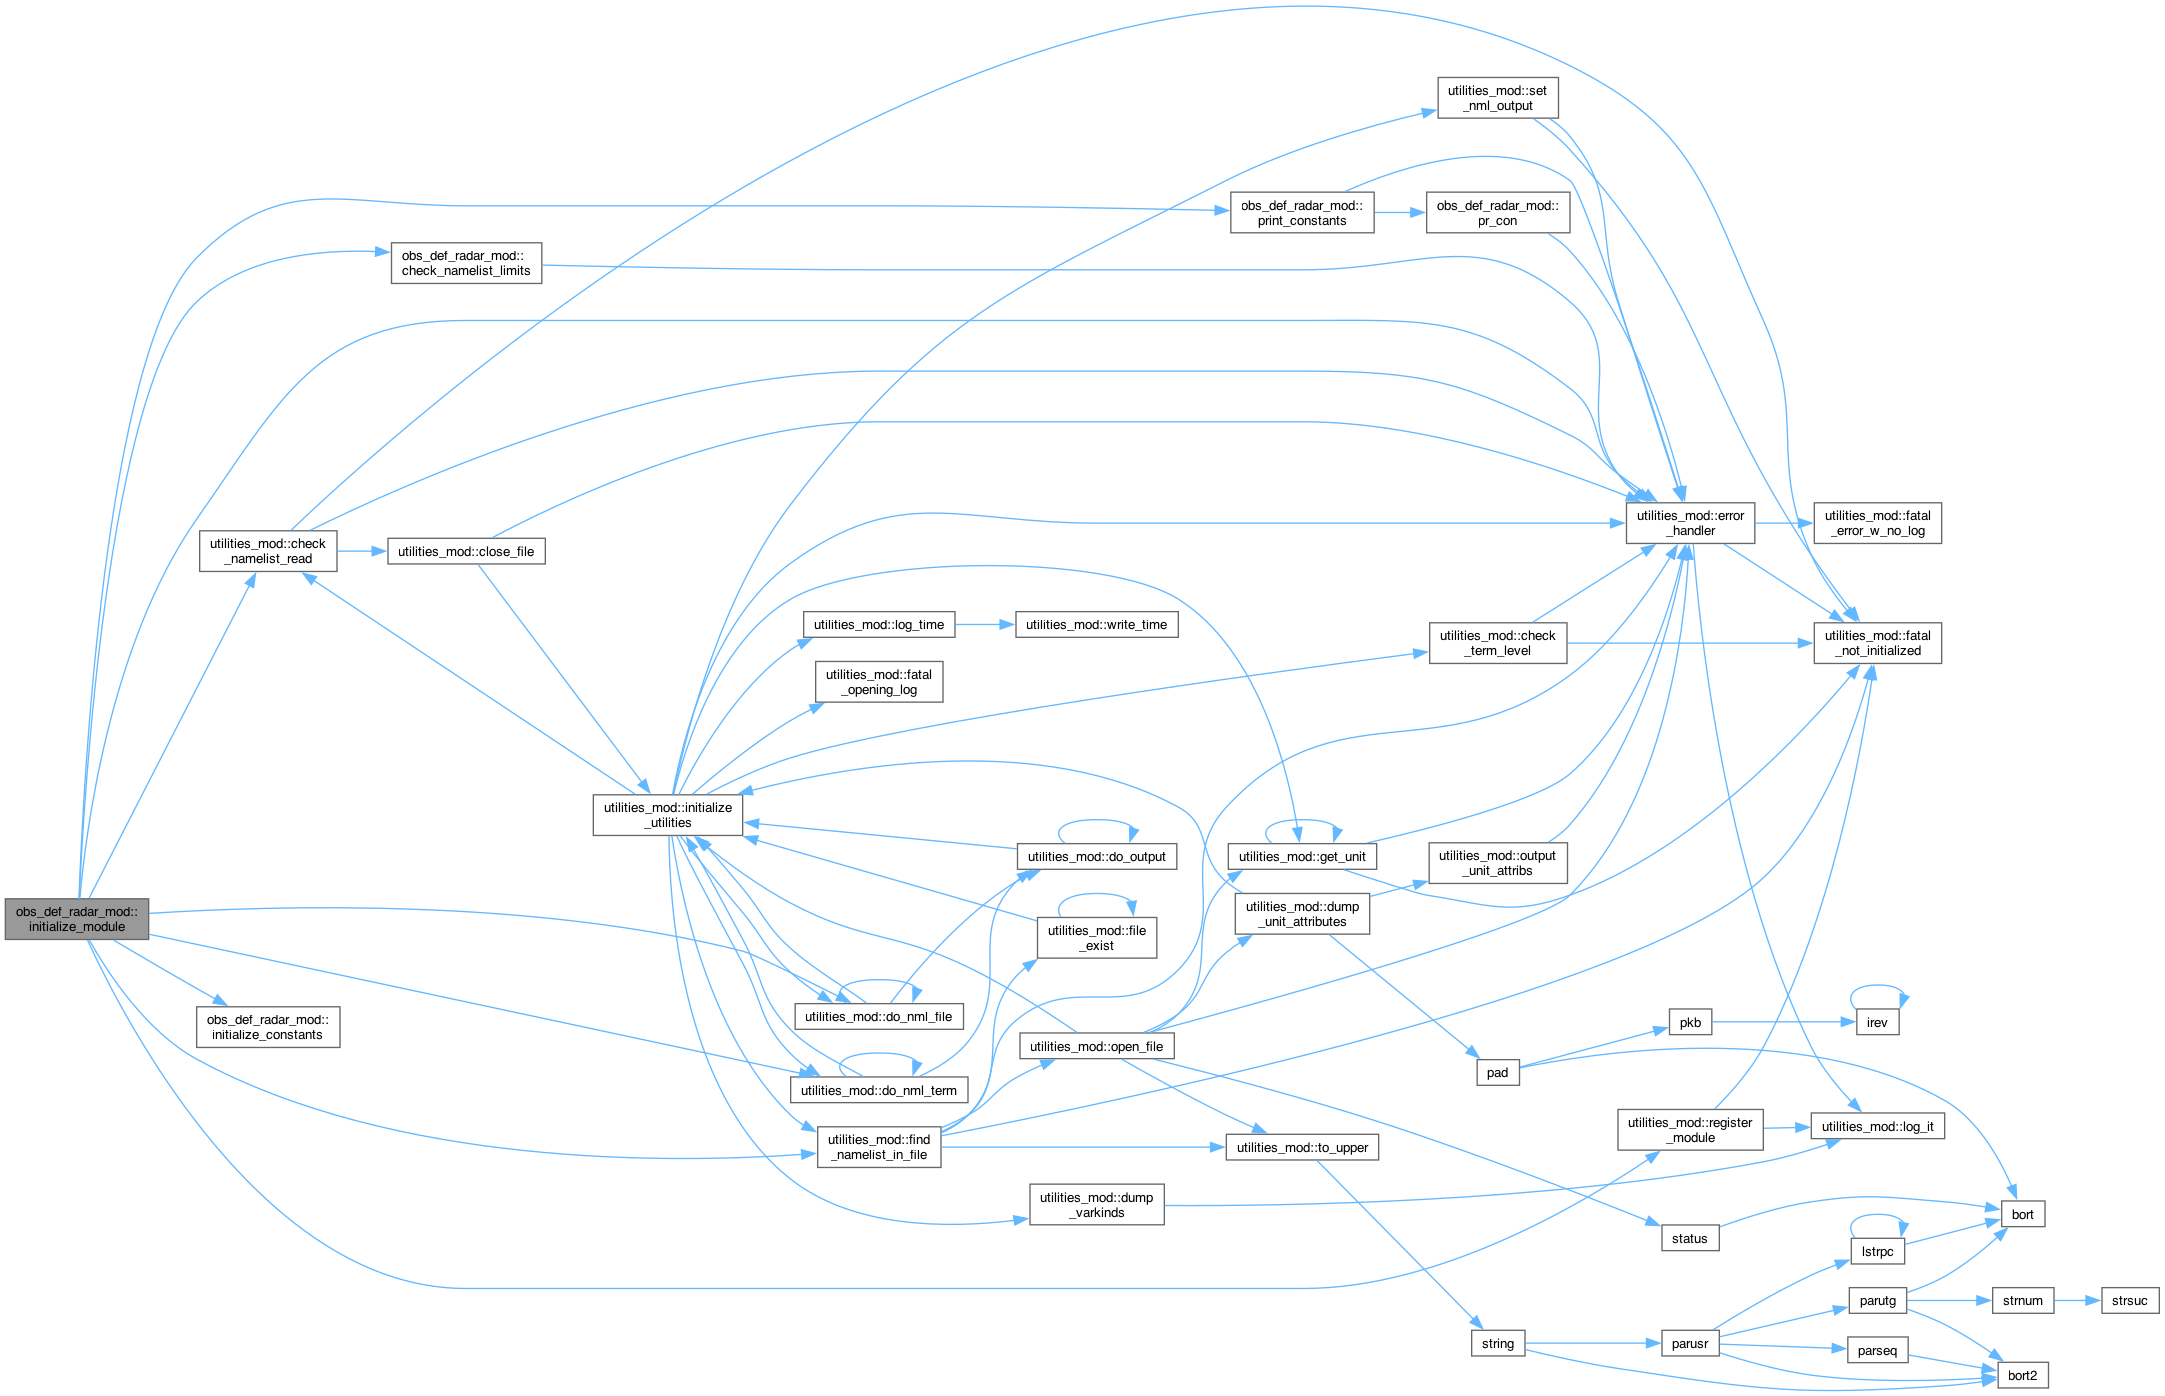 utilities_mod::set
_nml_output
obs_def_radar_mod::
print_constants
obs_def_radar_mod::
pr_con
obs_def_radar_mod::
check_namelist_limits
utilities_mod::error
_handler
utilities_mod::fatal
_error_w_no_log
utilities_mod::check
_namelist_read
utilities_mod::close_file
utilities_mod::log_time
utilities_mod::write_time
utilities_mod::check
_term_level
utilities_mod::fatal
_not_initialized
utilities_mod::fatal
_opening_log
utilities_mod::initialize
_utilities
utilities_mod::do_output
utilities_mod::get_unit
utilities_mod::output
_unit_attribs
obs_def_radar_mod::
initialize_module
utilities_mod::dump
_unit_attributes
utilities_mod::file
_exist
utilities_mod::do_nml_file
obs_def_radar_mod::
initialize_constants
utilities_mod::open_file
pkb
irev
pad
utilities_mod::do_nml_term
utilities_mod::find
_namelist_in_file
utilities_mod::to_upper
utilities_mod::register
_module
utilities_mod::log_it
utilities_mod::dump
_varkinds
bort
status
lstrpc
parutg
strnum
strsuc
string
parusr
parseq
bort2